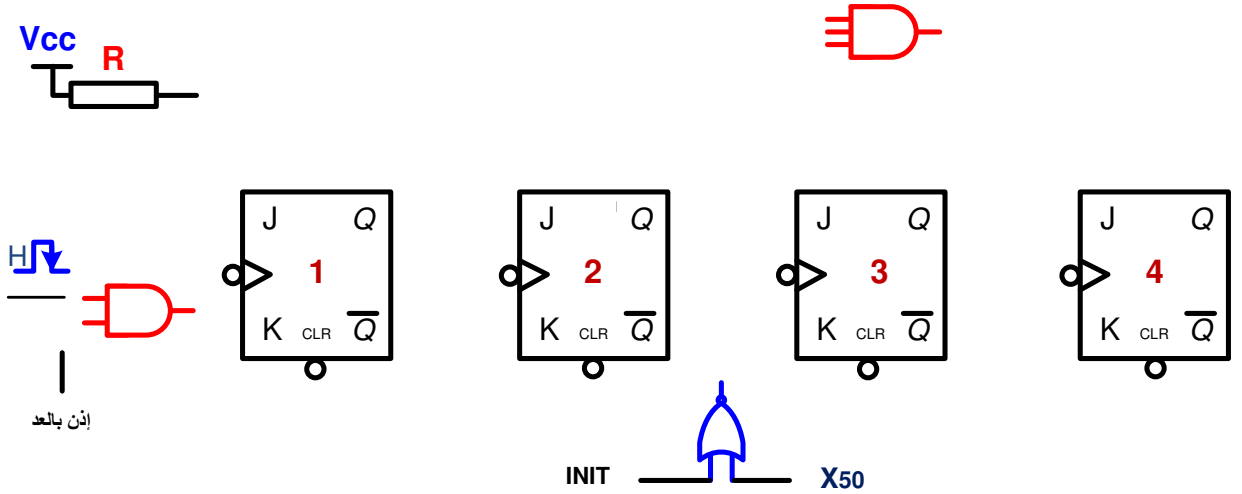 Vcc
R
H
إذن بالعد
J Q
1
K CLR Q
J Q
2
K CLR Q
J Q
3
K CLR Q
J Q
4
K CLR Q
INIT
X50